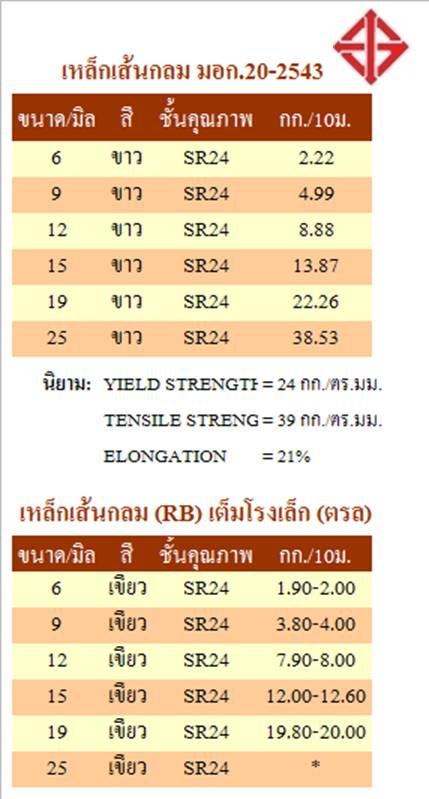 เหล็กเส้นกลม มอก.20-2543
ขนาด/มิล สี ชั้นคุณภาพ กก./10ม.
6 ขาว SR24 2.22
9 ขาว SR24 4.99
12 ขาว SR24 8.88
15 ขาว SR24 13.87
19 ขาว SR24 22.26
25 ขาว SR24 38.53
นิยาม: YIELD STRENGTH = 24 กก./ตร.มม.
TENSILE STRENG = 39 กก./ตร.มม.
ELONGATION = 21%
เหล็กเส้นกลม (RB) เต็มโรงเล็ก (ตรล)
ขนาด/มิล สี ชั้นคุณภาพ กก./10ม.
6 เขียว SR24 1.90-2.00
9 เขียว SR24 3.80-4.00
12 เขียว SR24 7.90-8.00
15 เขียว SR24 12.00-12.60
19 เขียว SR24 19.80-20.00
25 เขียว SR24 *